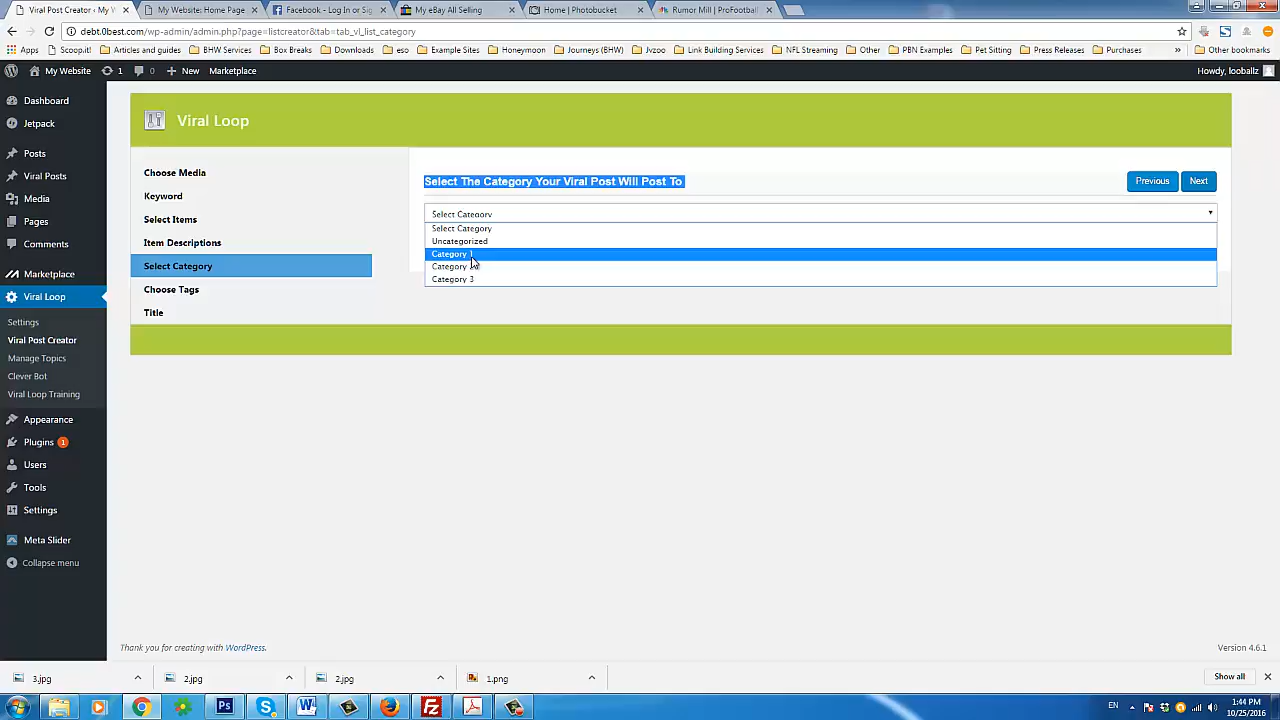 Viral Post Creator ‹ My W
My Website: Home Page
Facebook - Log In or Sig
My eBay All Selling
Home | Photobucket
Rumor Mill | ProFootball
debt.0best.com/wp-admin/admin.php?page=listcreator&tab=tab_vl_list_category
Apps
Scoop.it!
Articles and guides
BHW Services
Box Breaks
Downloads
eso
Example Sites
Honeymoon
Journeys (BHW)
Jvzoo
Link Building Services
NFL Streaming
Other
PBN Examples
Pet Sitting
Press Releases
Purchases
»
Other bookmarks
My Website
1
0
New
Marketplace
Howdy, looballz
Dashboard
Jetpack
Posts
Viral Posts
Media
Pages
Comments
Marketplace
Viral Loop
Settings
Viral Post Creator
Manage Topics
Clever Bot
Viral Loop Training
Appearance
Plugins 1
Users
Tools
Settings
Meta Slider
Collapse menu
Viral Loop
Choose Media
Keyword
Select Items
Item Descriptions
Select Category
Choose Tags
Title
Select The Category Your Viral Post Will Post To
Previous
Next
Select Category
Select Category
Uncategorized
Category 1
Category
Category 3
Thank you for creating with WordPress.
Version 4.6.1
3.jpg
2.jpg
2.jpg
1.png
Show all
EN
1:44 PM
10/25/2016